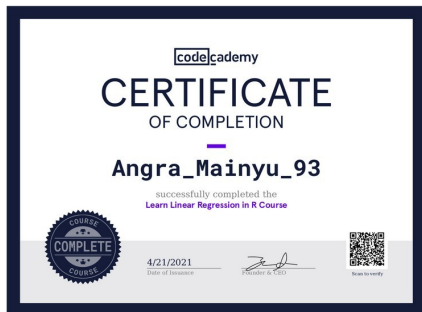 codecademy
CERTIFICATE
OF COMPLETION
Angra_Mainyu_93
successfully completed the
Learn Linear Regression in R Course
COURSE
COMPLETE
COURSE
4/21/2021
Date of Issuance
Founder & CEO
Scan to verify